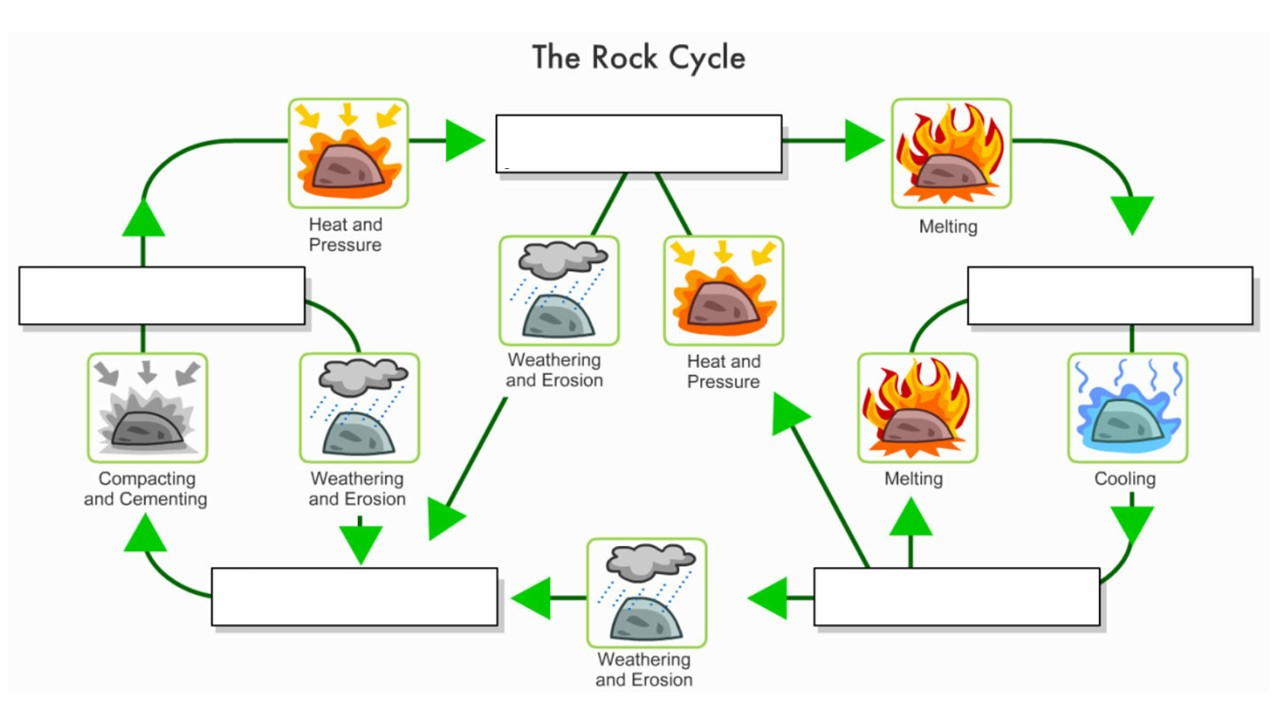 The Rock Cycle
Heat and
Pressure
Melting
Weathering
and Erosion
Heat and
Pressure
Compacting
and Cementing
Weathering
and Erosion
Melting
Cooling
Weathering
and Erosion